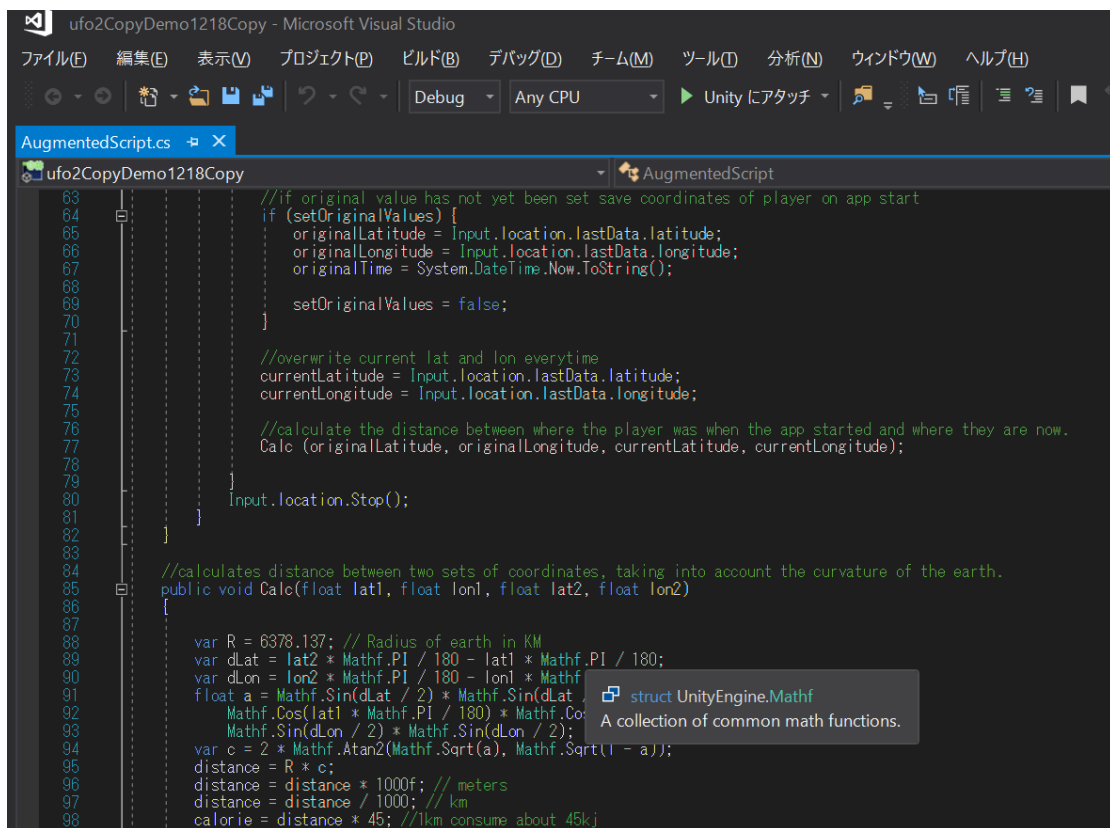 ufo2CopyDemo1218Copy - Microsoft Visual Studio
ファイル(F) 編集(E) 表示(V) プロジェクト(P) ビルド(B) デバッグ(D) チーム(M) ツール(T) 分析(N) ウィンドウ(W) ヘルプ(H)
Debug Any CPU Unity にアタッチ
AugmentedScript.cs
ufo2CopyDemo1218Copy AugmentedScript
63 //if original value has not yet been set save coordinates of player on app start
64 if (setOriginalValues) {
65 originalLatitude = Input.location.lastData.latitude;
66 originalLongitude = Input.location.lastData.longitude;
67 originalTime = System.DateTime.Now.ToString();
68
69 setOriginalValues = false;
70 }
71
72 //overwrite current lat and lon everytime
73 currentLatitude = Input.location.lastData.latitude;
74 currentLongitude = Input.location.lastData.longitude;
75
76 //calculate the distance between where the player was when the app started and where they are now.
77 Calc (originalLatitude, originalLongitude, currentLatitude, currentLongitude);
78
79 }
80 Input.location.Stop();
81 }
82 }
83
84 //calculates distance between two sets of coordinates, taking into account the curvature of the earth.
85 public void Calc(float lat1, float lon1, float lat2, float lon2)
86 {
87
88 var R = 6378.137; // Radius of earth in KM
89 var dLat = lat2 * Mathf.PI / 180 - lat1 * Mathf.PI / 180;
90 var dLon = lon2 * Mathf.PI / 180 - lon1 * Mathf
91 float a = Mathf.Sin(dLat / 2) * Mathf.Sin(dLat
struct UnityEngine.Mathf
92 Mathf.Cos(lat1 * Mathf.PI / 180) * Mathf.Co
A collection of common math functions.
93 Mathf.Sin(dLon / 2) * Mathf.Sin(dLon / 2);
94 var c = 2 * Mathf.Atan2(Mathf.Sqrt(a), Mathf.Sqrt(1 - a));
95 distance = R * c;
96 distance = distance * 1000f; // meters
97 distance = distance / 1000; // km
98 calorie = distance * 45; //1km consume about 45kj